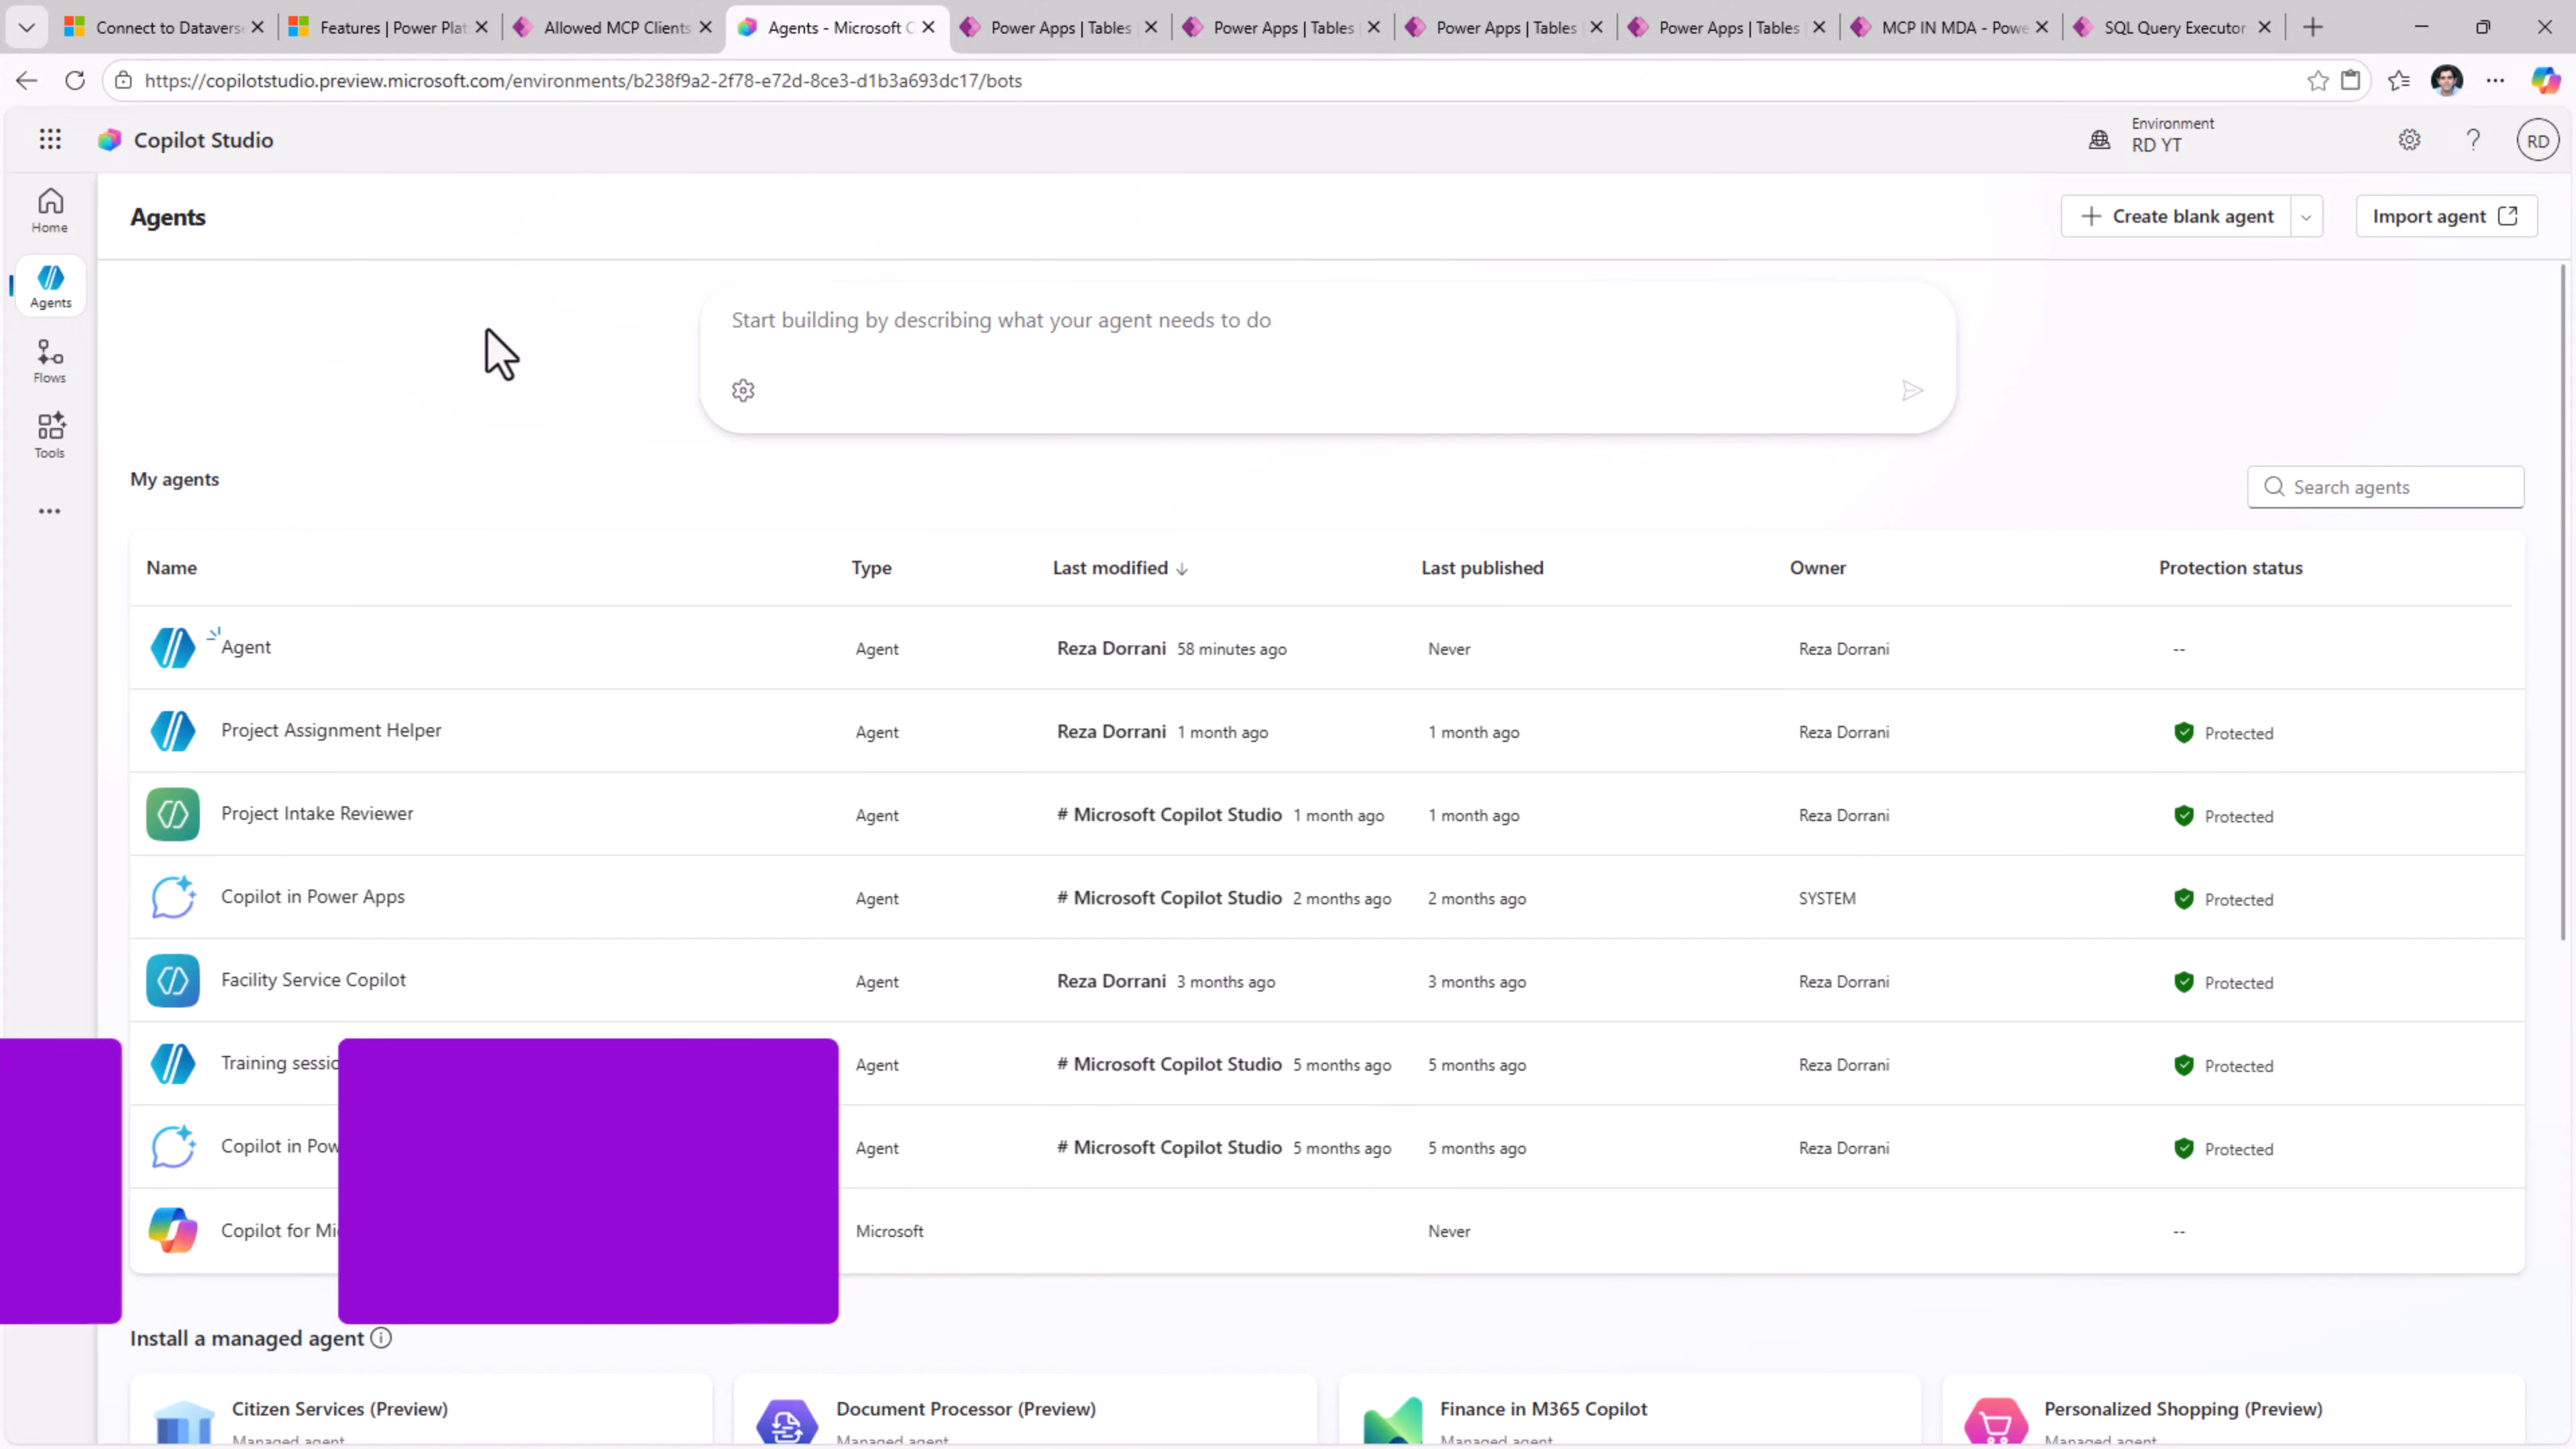 Connect to Dataverse
Features | Power Plat
Allowed MCP Clients
Agents - Microsoft C
Power Apps | Tables
Power Apps | Tables
Power Apps | Tables
Power Apps | Tables
MCP IN MDA - Powe
SQL Query Executor
https://copilotstudio.preview.microsoft.com/environments/b238f9a2-2f78-e72d-8ce3-d1b3a693dc17/bots
Copilot Studio
Environment
RD YT
RD
Home
Agents
Flows
Tools
Agents
Create blank agent
Import agent
Start building by describing what your agent needs to do
My agents
Search agents
Name Type Last modified ↓ Last published Owner Protection status
Agent Agent Reza Dorrani 58 minutes ago Never Reza Dorrani --
Project Assignment Helper Agent Reza Dorrani 1 month ago 1 month ago Reza Dorrani Protected
Project Intake Reviewer Agent # Microsoft Copilot Studio 1 month ago 1 month ago Reza Dorrani Protected
Copilot in Power Apps Agent # Microsoft Copilot Studio 2 months ago 2 months ago SYSTEM Protected
Facility Service Copilot Agent Reza Dorrani 3 months ago 3 months ago Reza Dorrani Protected
Training sessio Agent # Microsoft Copilot Studio 5 months ago 5 months ago Reza Dorrani Protected
Copilot in Pow Agent # Microsoft Copilot Studio 5 months ago 5 months ago Reza Dorrani Protected
Copilot for Mi Microsoft Never --
Install a managed agent
Citizen Services (Preview)
Managed agent
Document Processor (Preview)
Managed agent
Finance in M365 Copilot
Managed agent
Personalized Shopping (Preview)
Managed agent